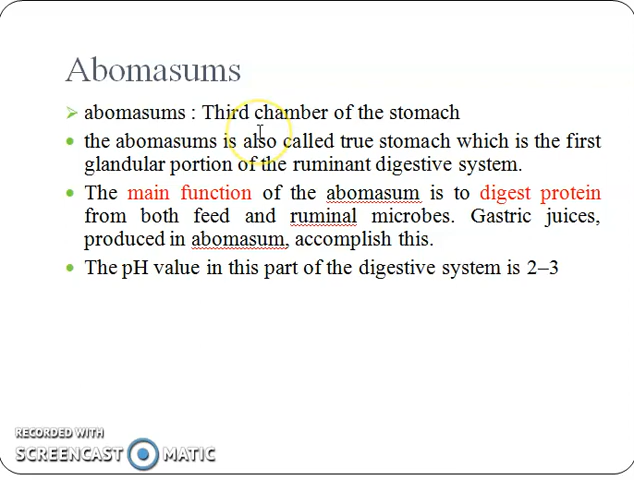 Abomasums
➢ abomasums : Third chamber of the stomach
• the abomasums is also called true stomach which is the first
glandular portion of the ruminant digestive system.
• The main function of the abomasum is to digest protein
from both feed and ruminal microbes. Gastric juices,
produced in abomasum, accomplish this.
• The pH value in this part of the digestive system is 2–3
RECORDED WITH
SCREENCAST MATIC